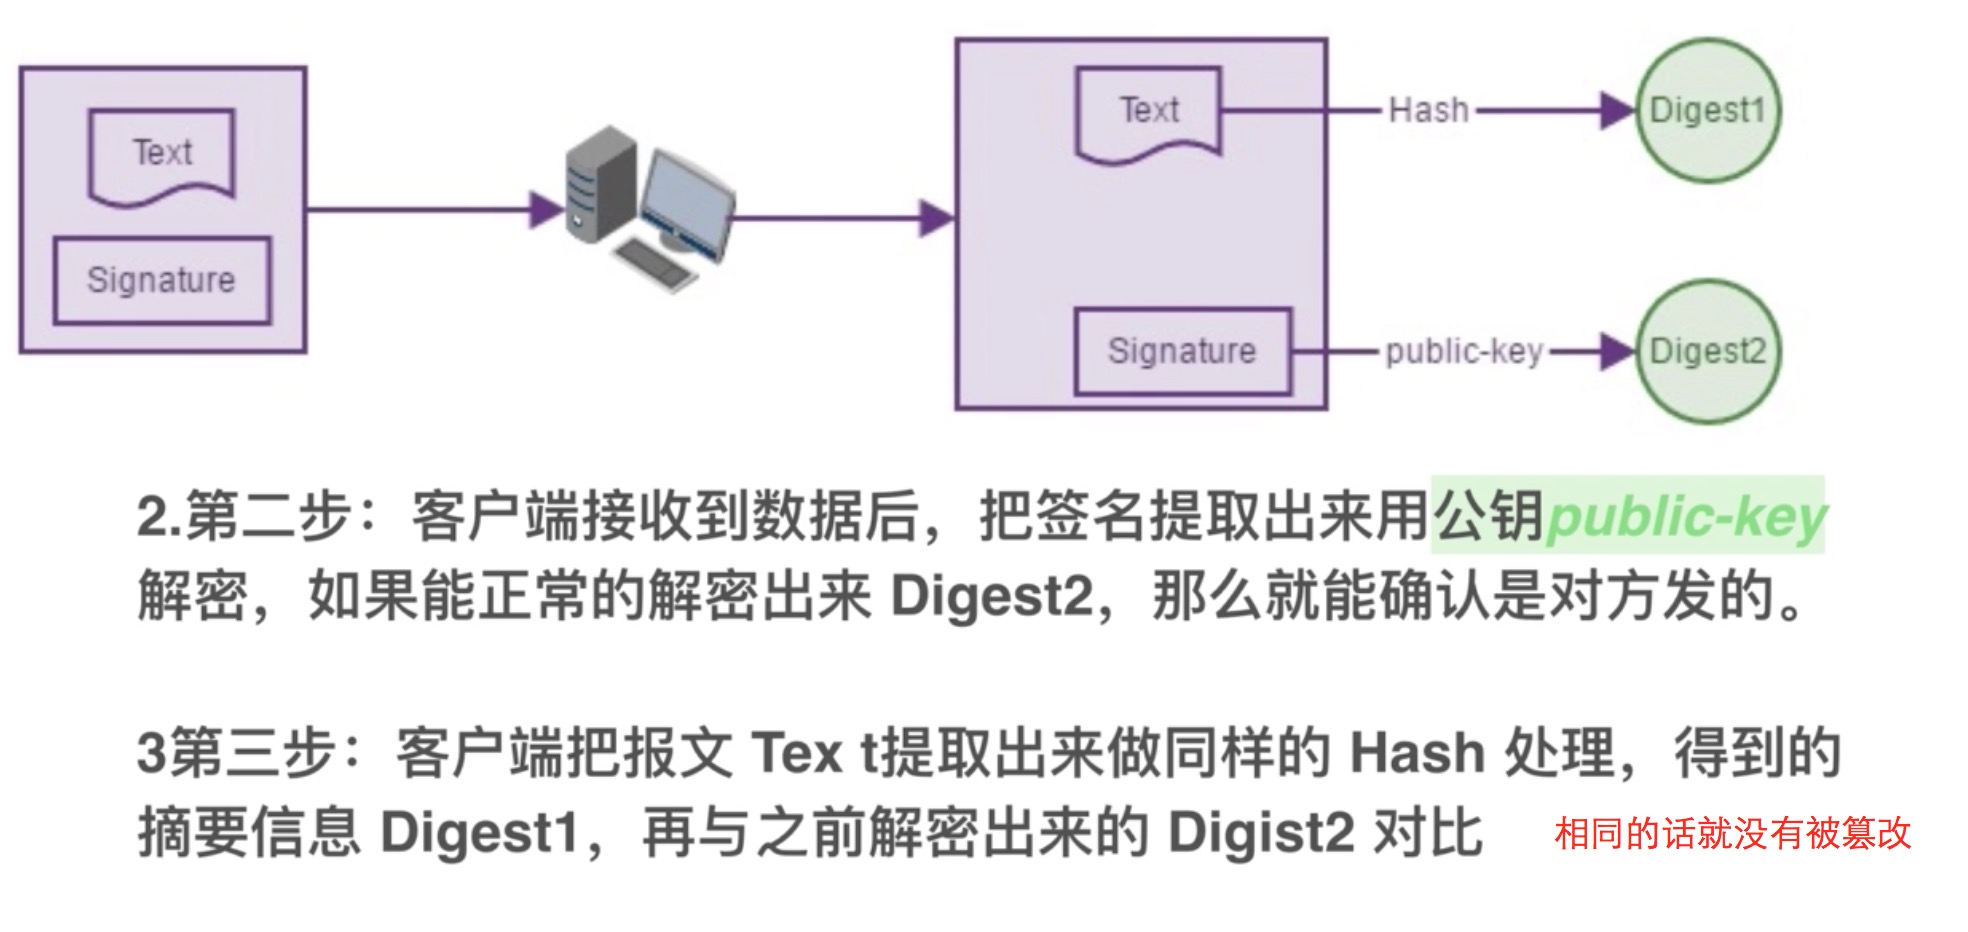 Text
Signature
Text
Hash
Digest1
Signature
public-key
Digest2
2.第二步：客户端接收到数据后，把签名提取出来用公钥public-key
解密，如果能正常的解密出来 Digest2，那么就能确认是对方发的。
3第三步：客户端把报文 Tex t提取出来做同样的 Hash 处理，得到的
摘要信息 Digest1，再与之前解密出来的 Digist2 对比
相同的话就没有被篡改